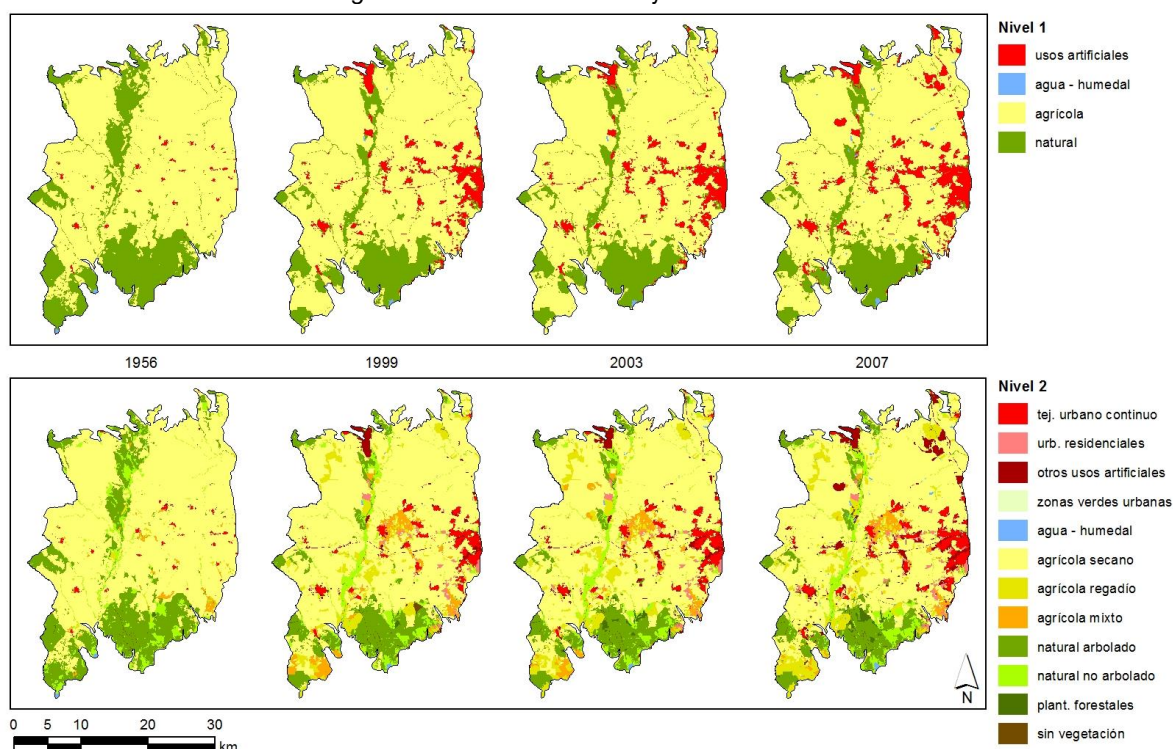 Nivel 1
usos artificiales
agua - humedal
agrícola
natural
1956 1999 2003 2007
Nivel 2
tej. urbano continuo
urb. residenciales
otros usos artificiales
zonas verdes urbanas
agua - humedal
agrícola secano
agrícola regadío
agrícola mixto
natural arbolado
natural no arbolado
plant. forestales
sin vegetación
N
0 5 10 20 30
km